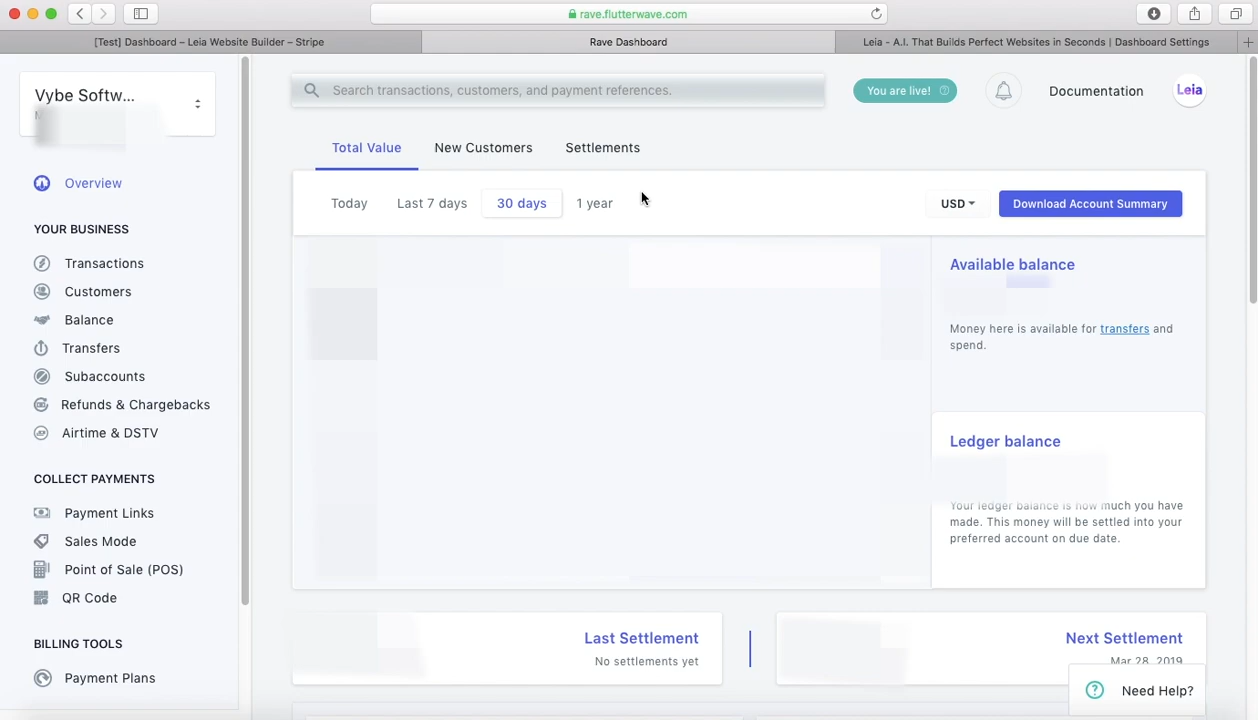 rave.flutterwave.com
[Test] Dashboard – Leia Website Builder – Stripe
Rave Dashboard
Leia - A.I. That Builds Perfect Websites in Seconds | Dashboard Settings
Vybe Softw...
Search transactions, customers, and payment references.
You are live!
Documentation
Leia
Total Value
New Customers
Settlements
Overview
Today
Last 7 days
30 days
1 year
USD
Download Account Summary
YOUR BUSINESS
Transactions
Customers
Balance
Transfers
Subaccounts
Refunds & Chargebacks
Airtime & DSTV
COLLECT PAYMENTS
Payment Links
Sales Mode
Point of Sale (POS)
QR Code
BILLING TOOLS
Payment Plans
Available balance
Money here is available for transfers and
spend.
Ledger balance
Your ledger balance is how much you have
made. This money will be settled into your
preferred account on due date.
Last Settlement
No settlements yet
Next Settlement
Mar 28, 2019
Need Help?